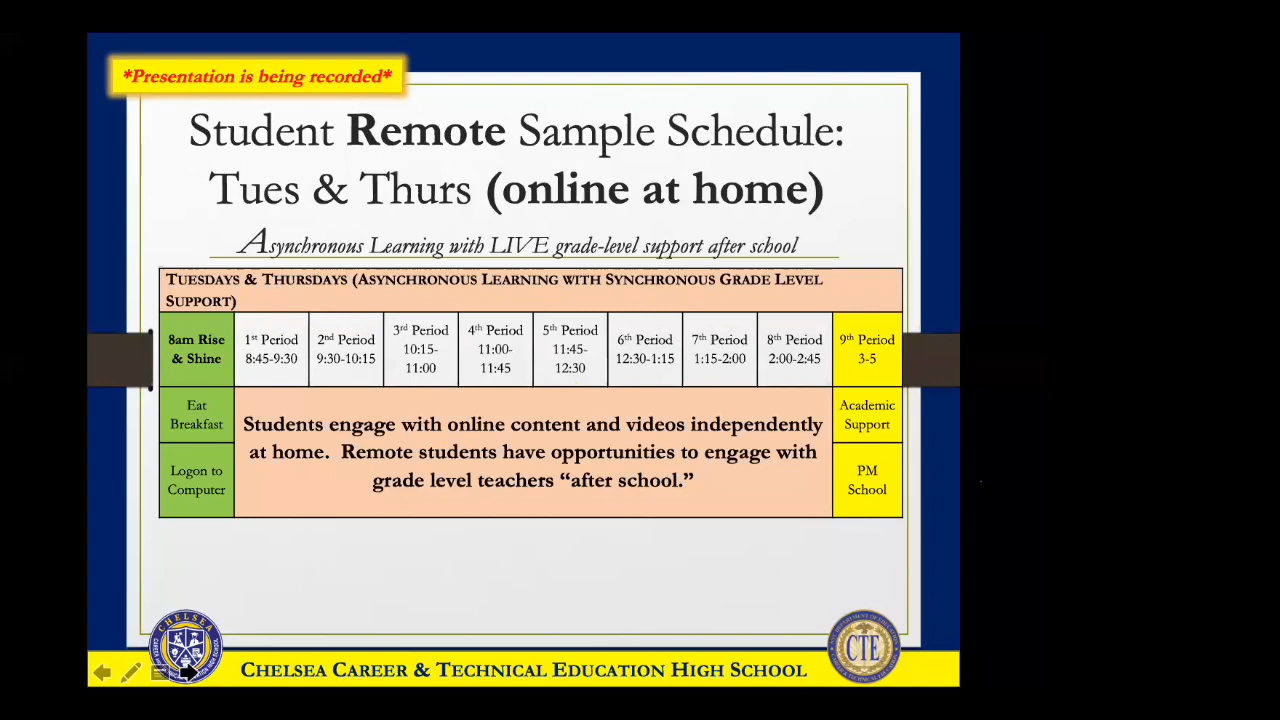 *Presentation is being recorded*
Student Remote Sample Schedule:
Tues & Thurs (online at home)
Asynchronous Learning with LIVE grade-level support after school
TUESDAYS & THURSDAYS (ASYNCHRONOUS LEARNING WITH SYNCHRONOUS GRADE LEVEL
SUPPORT)
8am Rise
& Shine
1st Period
8:45-9:30
2nd Period
9:30-10:15
3rd Period
10:15-
11:00
4th Period
11:00-
11:45
5th Period
11:45-
12:30
6th Period
12:30-1:15
7th Period
1:15-2:00
8th Period
2:00-2:45
9th Period
3-5
Eat
Breakfast
Students engage with online content and videos independently
at home. Remote students have opportunities to engage with
grade level teachers “after school.”
Academic
Support
Logon to
Computer
PM
School
CHELSEA
CTE
CHELSEA CAREER & TECHNICAL EDUCATION HIGH SCHOOL